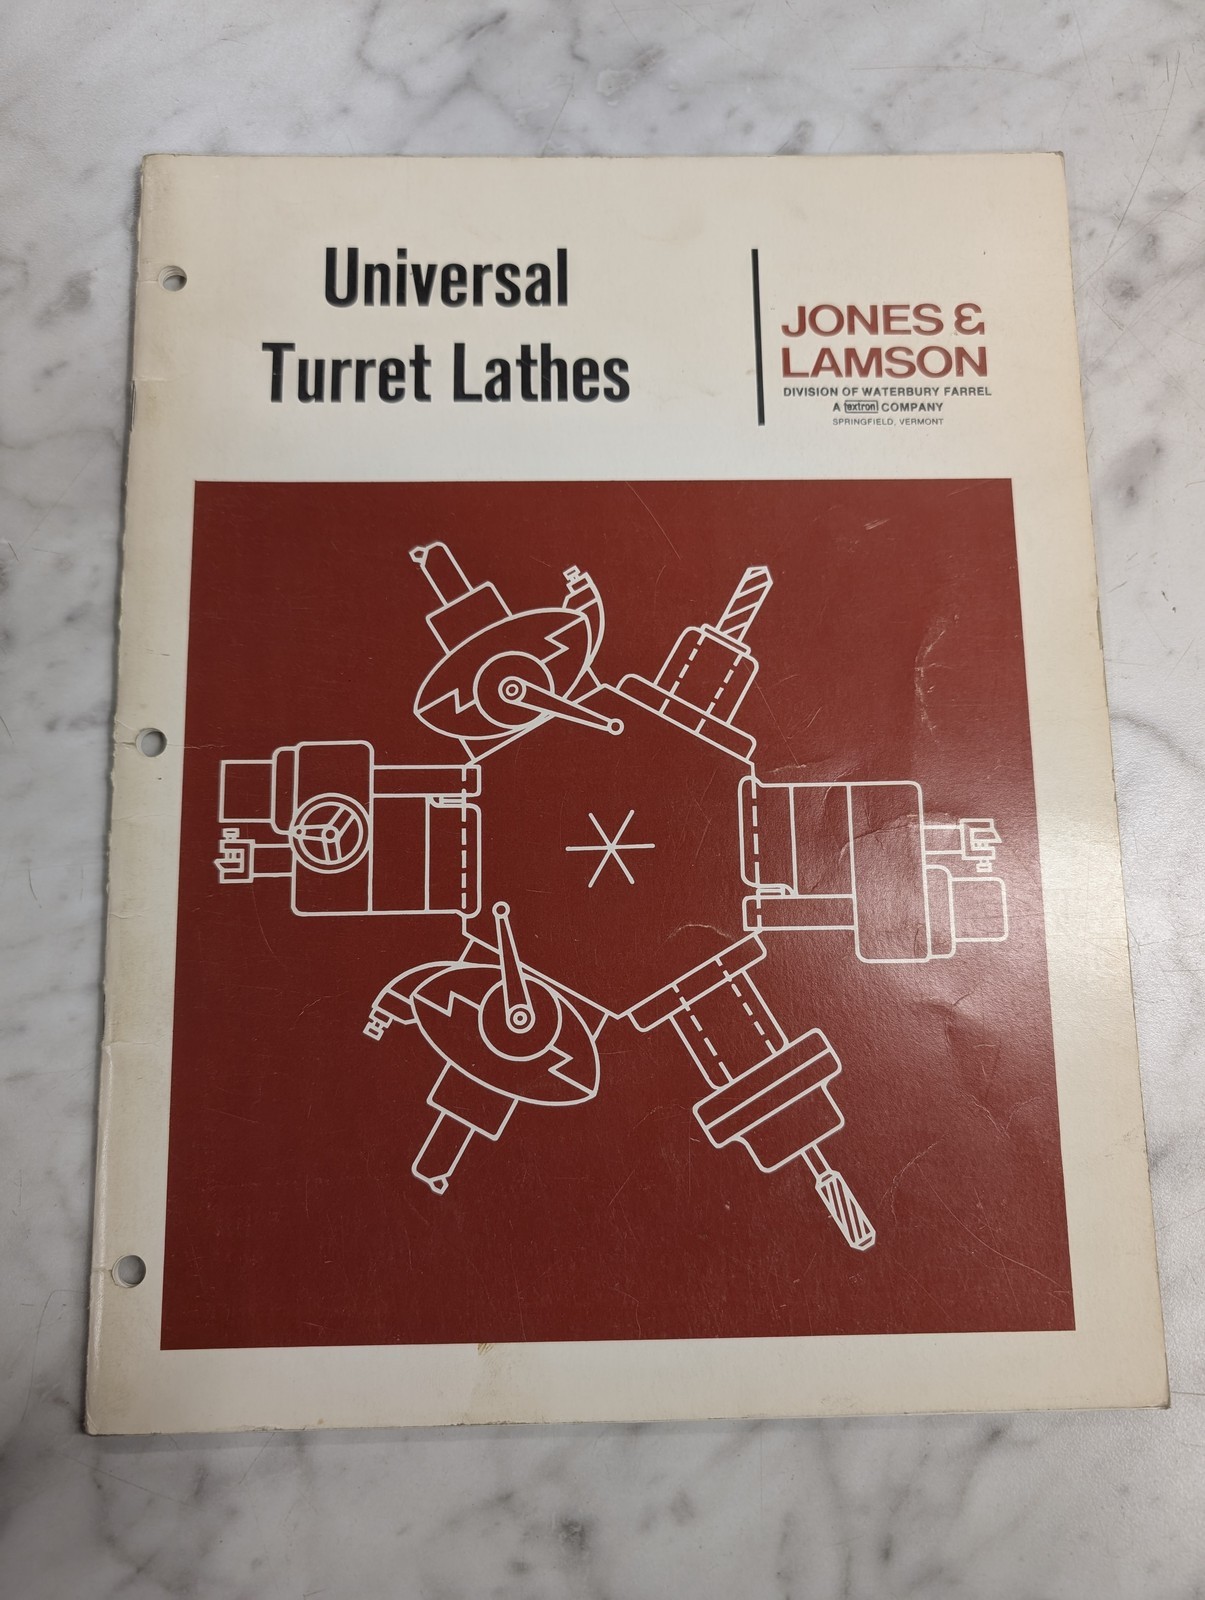 Universal
Turret Lathes
JONES &
LAMSON
DIVISION OF WATERBURY FARREL
A textron COMPANY
SPRINGFIELD, VERMONT